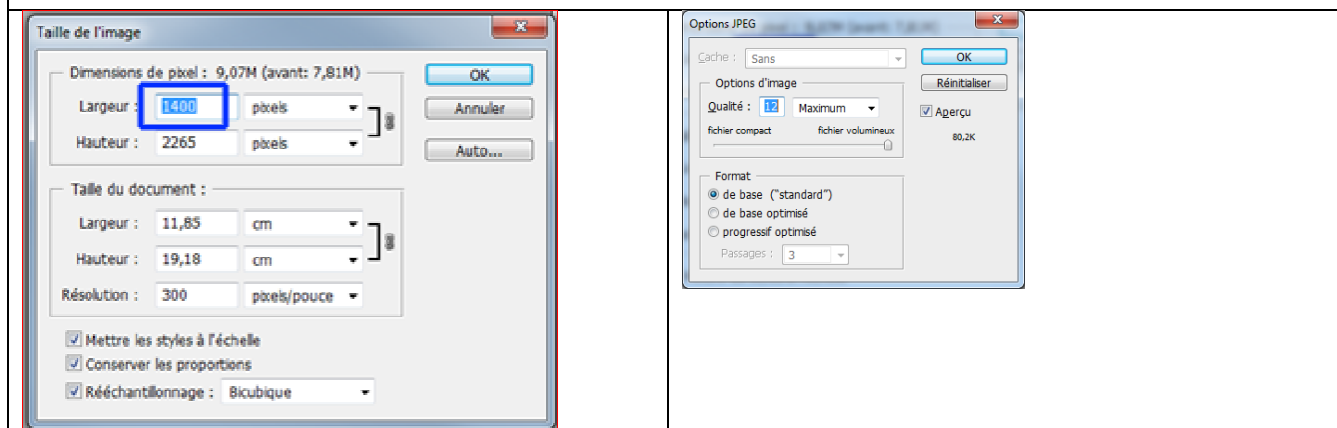 Taille de l'image
Dimensions de pixel : 9,07M (avant: 7,81M)
Largeur : 1400 pixels
Hauteur : 2265 pixels
OK
Annuler
Auto...
Taille du document :
Largeur : 11,85 cm
Hauteur : 19,18 cm
Résolution : 300 pixels/pouce
Mettre les styles à l'échelle
Conserver les proportions
Rééchantillonnage : Bicubique
Options JPEG
Cache : Sans
OK
Réinitialiser
Aperçu
80,2K
Options d'image
Qualité : 12 Maximum
fichier compact fichier volumineux
Format
de base ("standard")
de base optimisé
progressif optimisé
Passages : 3